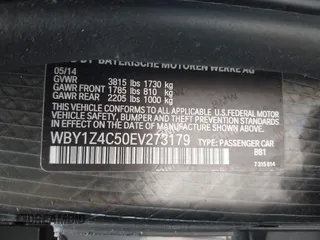 BY BAYERISCHE MOTOREN WERKE AG
05/14
GVWR 3815 lbs 1730 kg
GAWR FRONT 1785 lbs 810 kg
GAWR REAR 2205 lbs 1000 kg
THIS VEHICLE CONFORMS TO ALL APPLICABLE
U.S. FEDERAL MOTOR VEHICLE SAFETY, BUMPER,
AND THEFT PREVENTION STANDARDS IN EFFECT
ON THE DATE OF MANUFACTURE SHOWN ABOVE.
WBY1Z4C50EV273179 TYPE: PASSENGER CAR
BB1